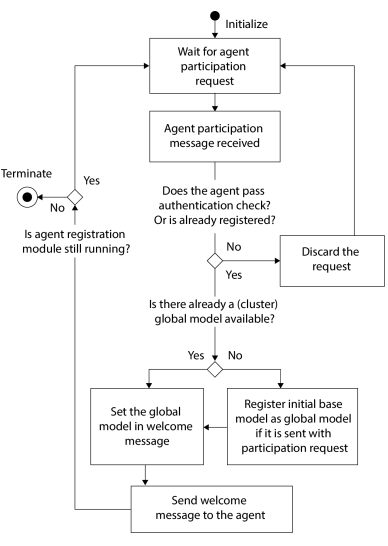 Initialize
Wait for agent
participation
request
Agent participation
message received
Terminate
Yes
No
Does the agent pass
authentication check?
Or is already registered?
Is agent registration
module still running?
No
Yes
Discard the
request
Is there already a (cluster)
global model available?
Yes
No
Set the global
model in welcome
message
Register initial base
model as global model
if it is sent with
participation request
Send welcome
message to the agent